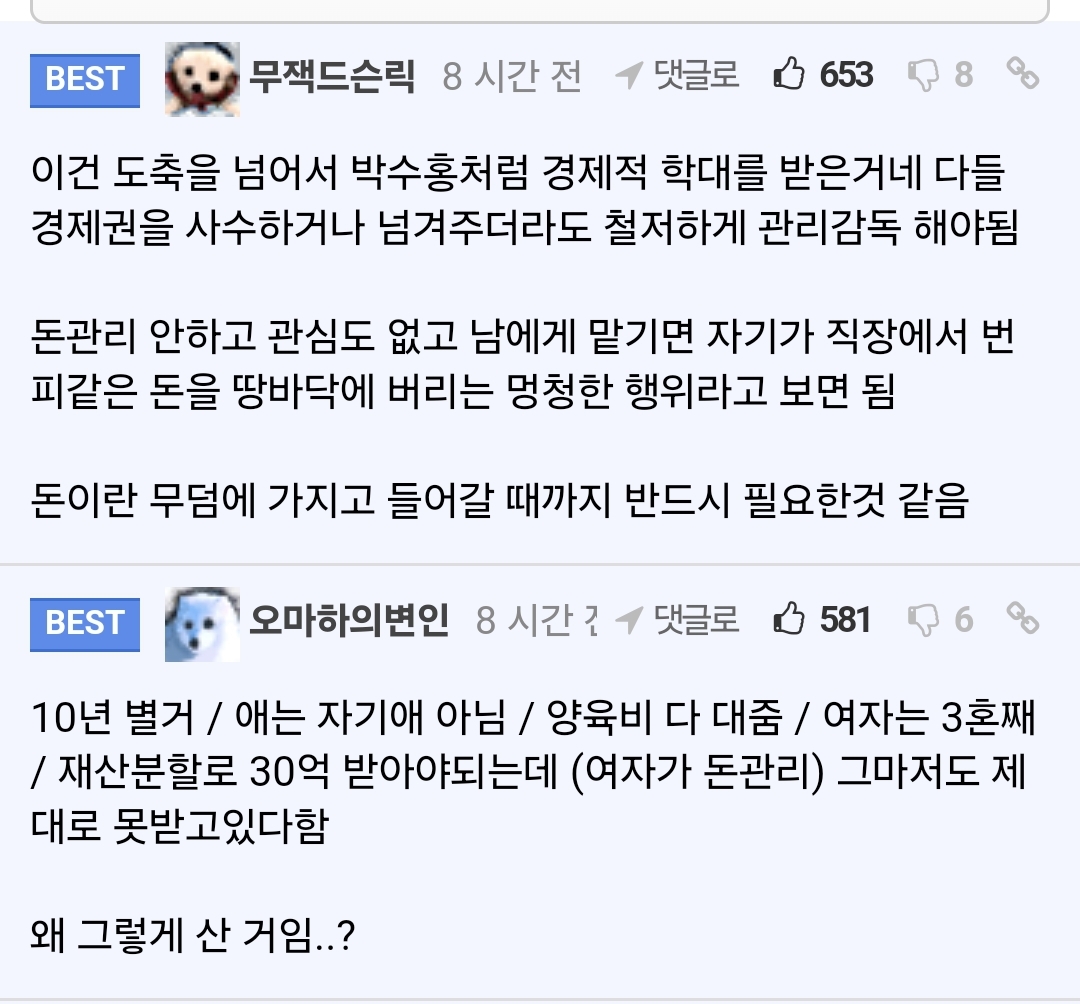 BEST 무잭드슨릭 8 시간 전 댓글로 653 8
이건 도축을 넘어서 박수홍처럼 경제적 학대를 받은거네 다들
경제권을 사수하거나 넘겨주더라도 철저하게 관리감독 해야됨
돈관리 안하고 관심도 없고 남에게 맡기면 자기가 직장에서 번
피같은 돈을 땅바닥에 버리는 멍청한 행위라고 보면 됨
돈이란 무덤에 가지고 들어갈 때까지 반드시 필요한것 같음
BEST 오마하의변인 8 시간 댓글로 581 6
10년 별거 / 애는 자기애 아님 / 양육비 다 대줌 / 여자는 3혼째
/ 재산분할로 30억 받아야되는데 (여자가 돈관리) 그마저도 제
대로 못받고있다함
왜 그렇게 산 거임..?